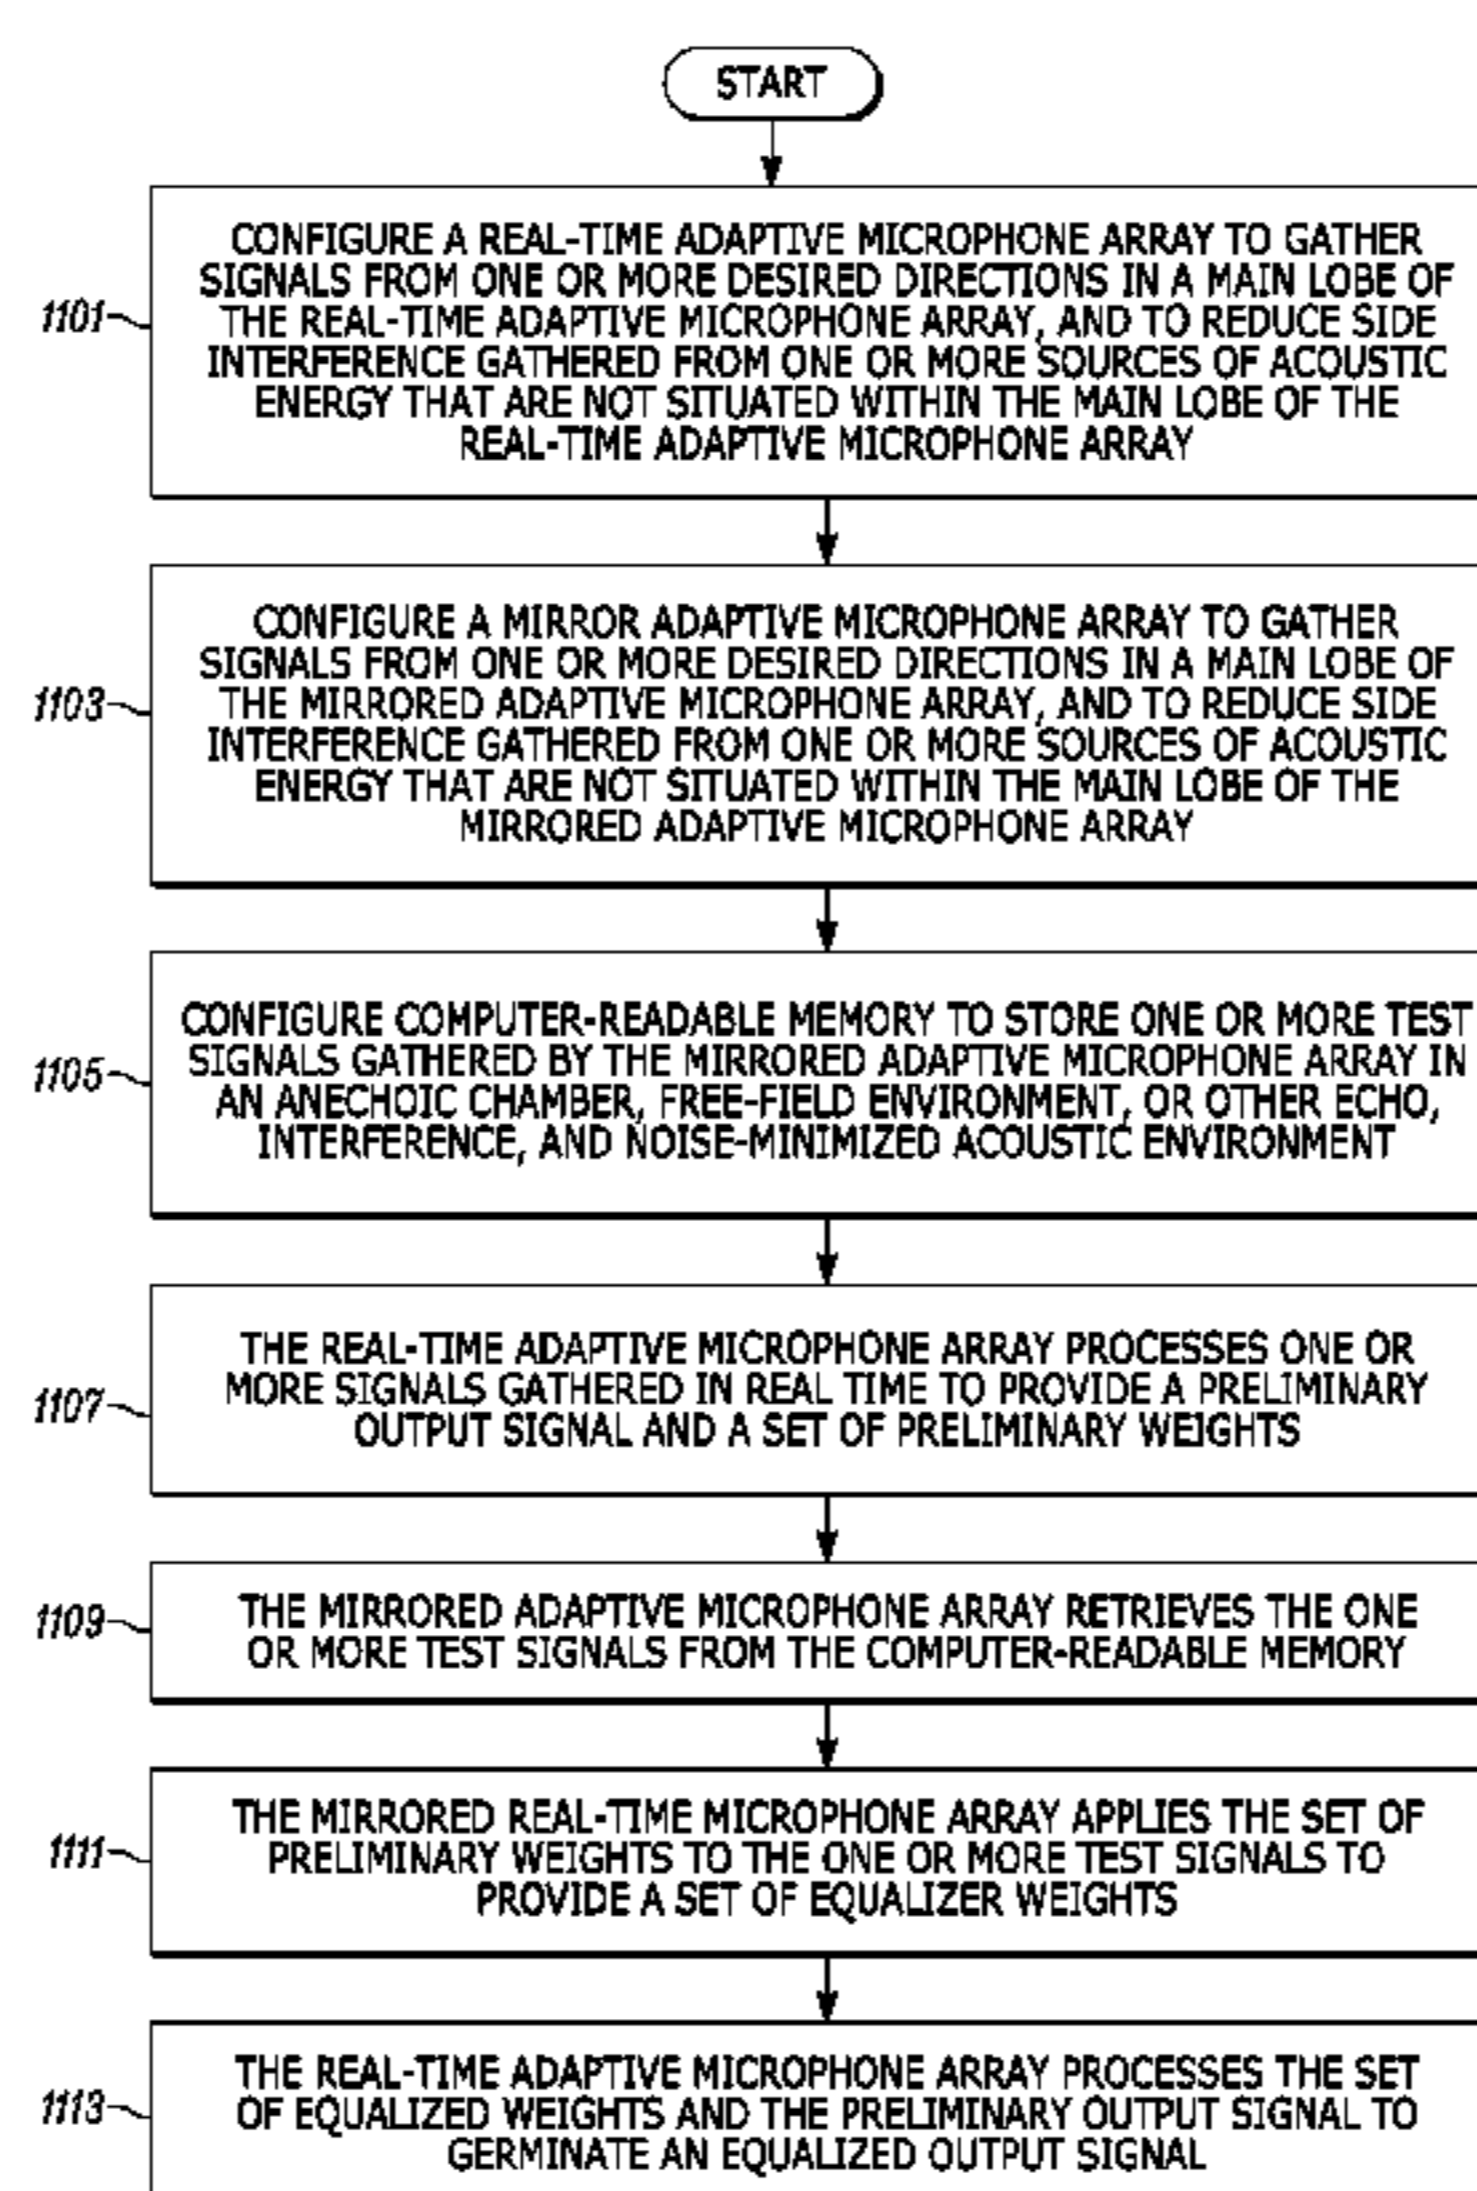 START
1101
CONFIGURE A REAL-TIME ADAPTIVE MICROPHONE ARRAY TO GATHER
SIGNALS FROM ONE OR MORE DESIRED DIRECTIONS IN A MAIN LOBE OF
THE REAL-TIME ADAPTIVE MICROPHONE ARRAY, AND TO REDUCE SIDE
INTERFERENCE GATHERED FROM ONE OR MORE SOURCES OF ACOUSTIC
ENERGY THAT ARE NOT SITUATED WITHIN THE MAIN LOBE OF THE
REAL-TIME ADAPTIVE MICROPHONE ARRAY
1103
CONFIGURE A MIRROR ADAPTIVE MICROPHONE ARRAY TO GATHER
SIGNALS FROM ONE OR MORE DESIRED DIRECTIONS IN A MAIN LOBE OF
THE MIRRORED ADAPTIVE MICROPHONE ARRAY, AND TO REDUCE SIDE
INTERFERENCE GATHERED FROM ONE OR MORE SOURCES OF ACOUSTIC
ENERGY THAT ARE NOT SITUATED WITHIN THE MAIN LOBE OF THE
MIRRORED ADAPTIVE MICROPHONE ARRAY
1105
CONFIGURE COMPUTER-READABLE MEMORY TO STORE ONE OR MORE TEST
SIGNALS GATHERED BY THE MIRRORED ADAPTIVE MICROPHONE ARRAY IN
AN ANECHOIC CHAMBER, FREE-FIELD ENVIRONMENT, OR OTHER ECHO,
INTERFERENCE, AND NOISE-MINIMIZED ACOUSTIC ENVIRONMENT
1107
THE REAL-TIME ADAPTIVE MICROPHONE ARRAY PROCESSES ONE OR
MORE SIGNALS GATHERED IN REAL TIME TO PROVIDE A PRELIMINARY
OUTPUT SIGNAL AND A SET OF PRELIMINARY WEIGHTS
1109
THE MIRRORED ADAPTIVE MICROPHONE ARRAY RETRIEVES THE ONE
OR MORE TEST SIGNALS FROM THE COMPUTER-READABLE MEMORY
1111
THE MIRRORED REAL-TIME MICROPHONE ARRAY APPLIES THE SET OF
PRELIMINARY WEIGHTS TO THE ONE OR MORE TEST SIGNALS TO
PROVIDE A SET OF EQUALIZER WEIGHTS
1113
THE REAL-TIME ADAPTIVE MICROPHONE ARRAY PROCESSES THE SET
OF EQUALIZED WEIGHTS AND THE PRELIMINARY OUTPUT SIGNAL TO
GERMINATE AN EQUALIZED OUTPUT SIGNAL